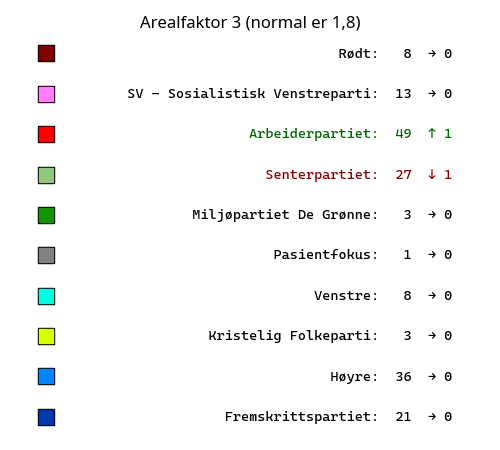 Arealfaktor 3 (normal er 1,8)
Rødt: 8 → 0
SV – Sosialistisk Venstreparti: 13 → 0
Arbeiderpartiet: 49 ↑ 1
Senterpartiet: 27 ↓ 1
Miljøpartiet De Grønne: 3 → 0
Pasientfokus: 1 → 0
Venstre: 8 → 0
Kristelig Folkeparti: 3 → 0
Høyre: 36 → 0
Fremskrittspartiet: 21 → 0